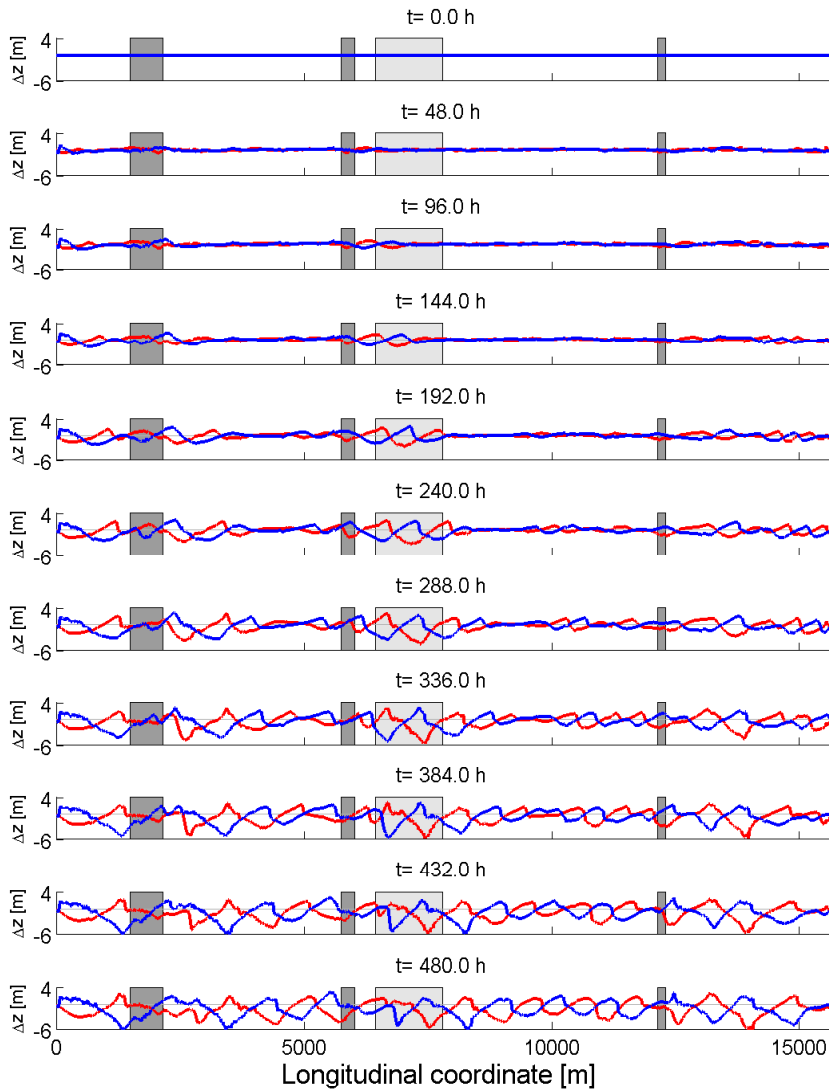 t= 0.0 h
4
-6
Δz [m]
t= 48.0 h
4
-6
Δz [m]
t= 96.0 h
4
-6
Δz [m]
t= 144.0 h
4
-6
Δz [m]
t= 192.0 h
4
-6
Δz [m]
t= 240.0 h
4
-6
Δz [m]
t= 288.0 h
4
-6
Δz [m]
t= 336.0 h
4
-6
Δz [m]
t= 384.0 h
4
-6
Δz [m]
t= 432.0 h
4
-6
Δz [m]
t= 480.0 h
4
-6
Δz [m]
0 5000 10000 15000
Longitudinal coordinate [m]